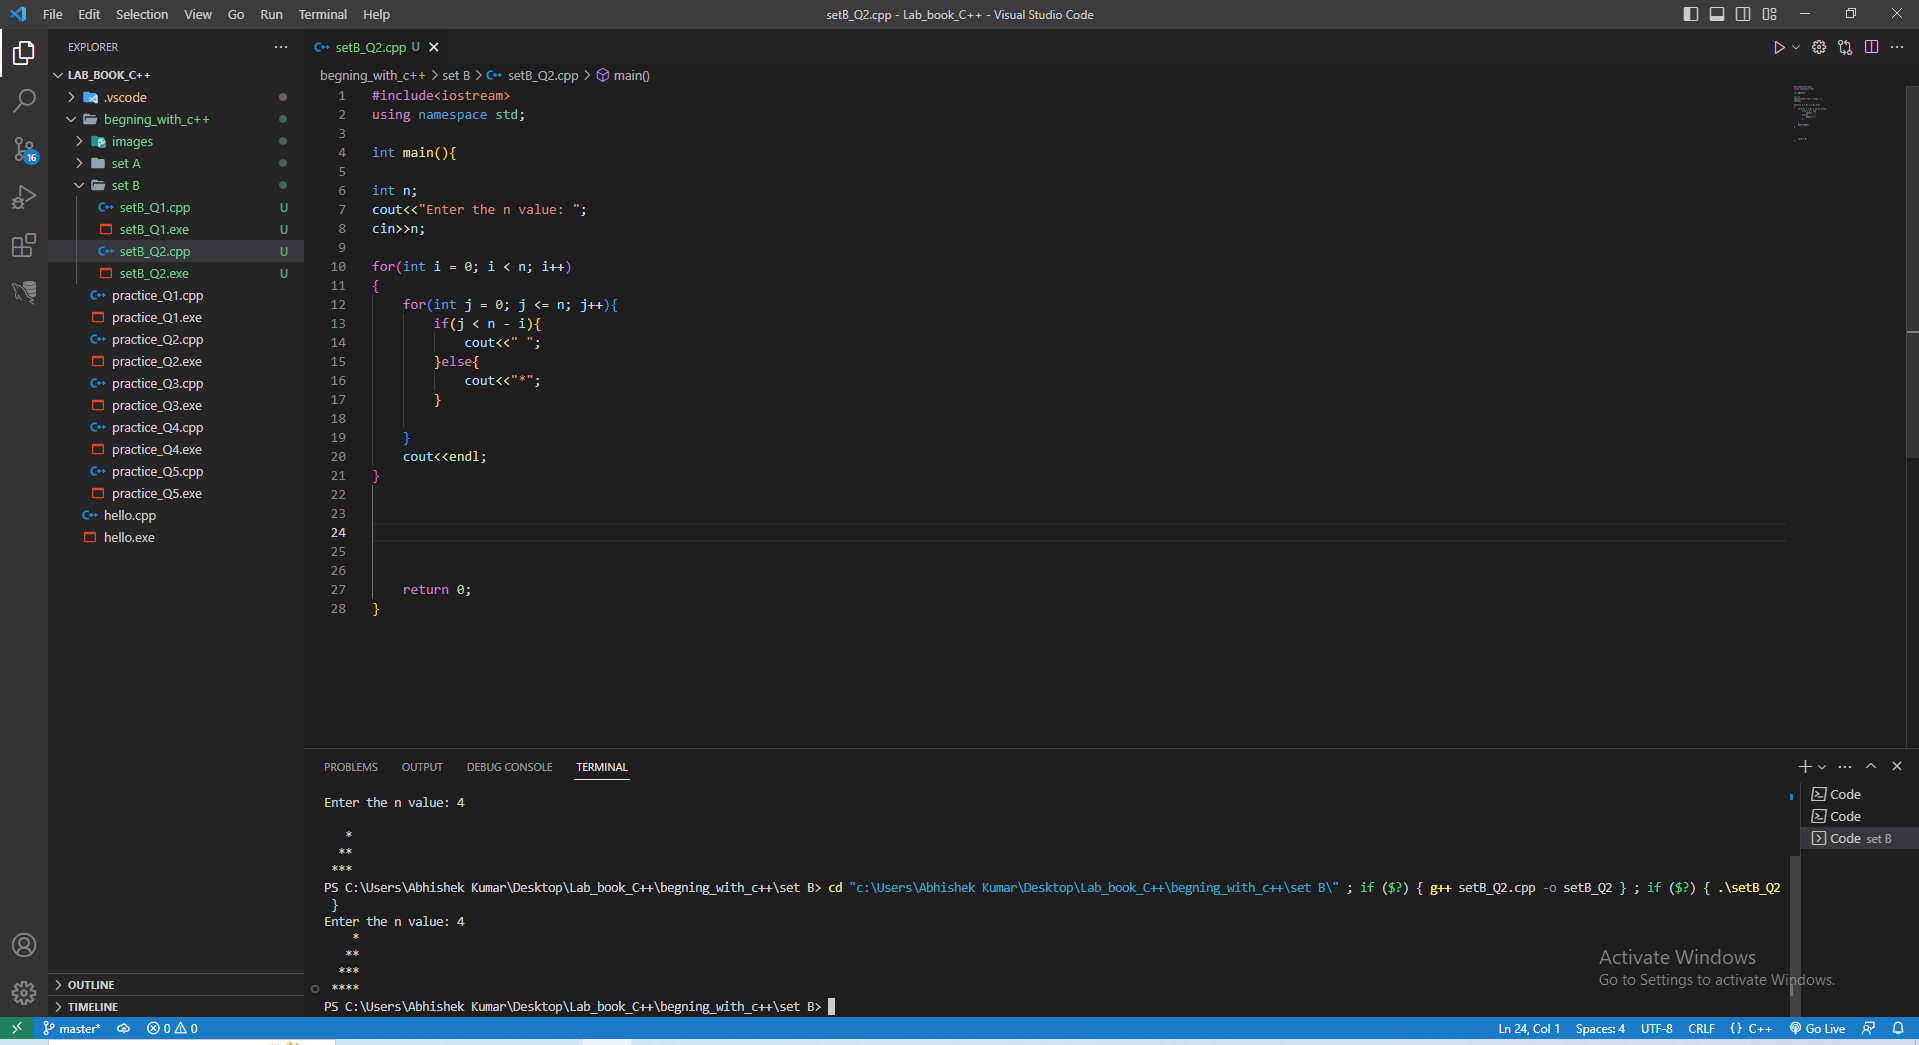 File Edit Selection View Go Run Terminal Help
setB_Q2.cpp - Lab_book_C++ - Visual Studio Code
EXPLORER
LAB_BOOK_C++
.vscode
begning_with_c++
images
set A
set B
setB_Q1.cpp U
setB_Q1.exe U
setB_Q2.cpp U
setB_Q2.exe U
practice_Q1.cpp
practice_Q1.exe
practice_Q2.cpp
practice_Q2.exe
practice_Q3.cpp
practice_Q3.exe
practice_Q4.cpp
practice_Q4.exe
practice_Q5.cpp
practice_Q5.exe
hello.cpp
hello.exe
OUTLINE
TIMELINE
16
setB_Q2.cpp U
begning_with_c++ > set B > setB_Q2.cpp > main()
1 #include<iostream>
2 using namespace std;
3
4 int main(){
5
6 int n;
7 cout<<"Enter the n value: ";
8 cin>>n;
9
10 for(int i = 0; i < n; i++)
11 {
12     for(int j = 0; j <= n; j++){
13         if(j < n - i){
14             cout<<" ";
15         }else{
16             cout<<"*";
17         }
18
19     }
20     cout<<endl;
21 }
22
23
24
25
26
27     return 0;
28 }
PROBLEMS OUTPUT DEBUG CONSOLE TERMINAL
Enter the n value: 4
   *
  **
 ***
PS C:\Users\Abhishek Kumar\Desktop\Lab_book_C++\begning_with_c++\set B> cd "c:\Users\Abhishek Kumar\Desktop\Lab_book_C++\begning_with_c++\set B\" ; if ($?) { g++ setB_Q2.cpp -o setB_Q2 } ; if ($?) { .\setB_Q2
 }
Enter the n value: 4
    *
   **
  ***
 ****
PS C:\Users\Abhishek Kumar\Desktop\Lab_book_C++\begning_with_c++\set B>
Code
Code
Code set B
Activate Windows
Go to Settings to activate Windows.
master* 0 0
Ln 24, Col 1 Spaces: 4 UTF-8 CRLF {} C++ Go Live